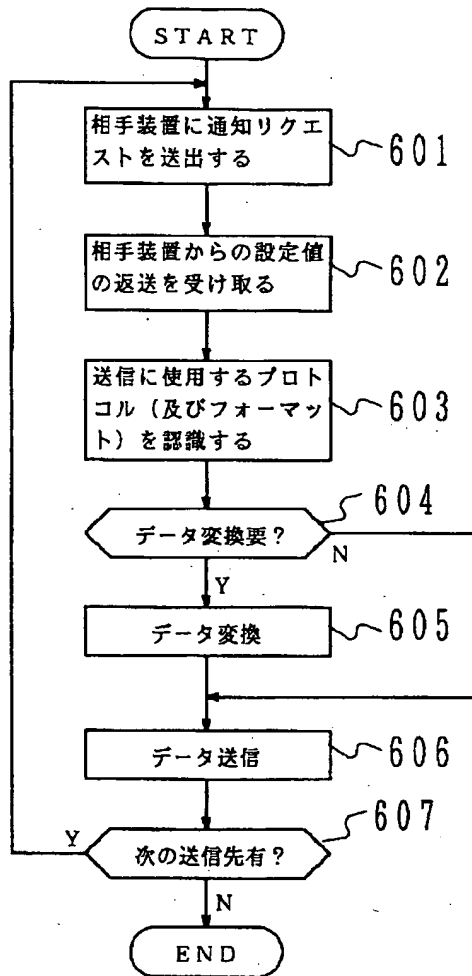 START
相手装置に通知リクエ
ストを送出する
601
相手装置からの設定値
の返送を受け取る
602
送信に使用するプロト
コル（及びフォーマッ
ト）を認識する
603
604
データ変換要？
N
Y
データ変換
605
データ送信
606
607
Y
次の送信先有？
N
END